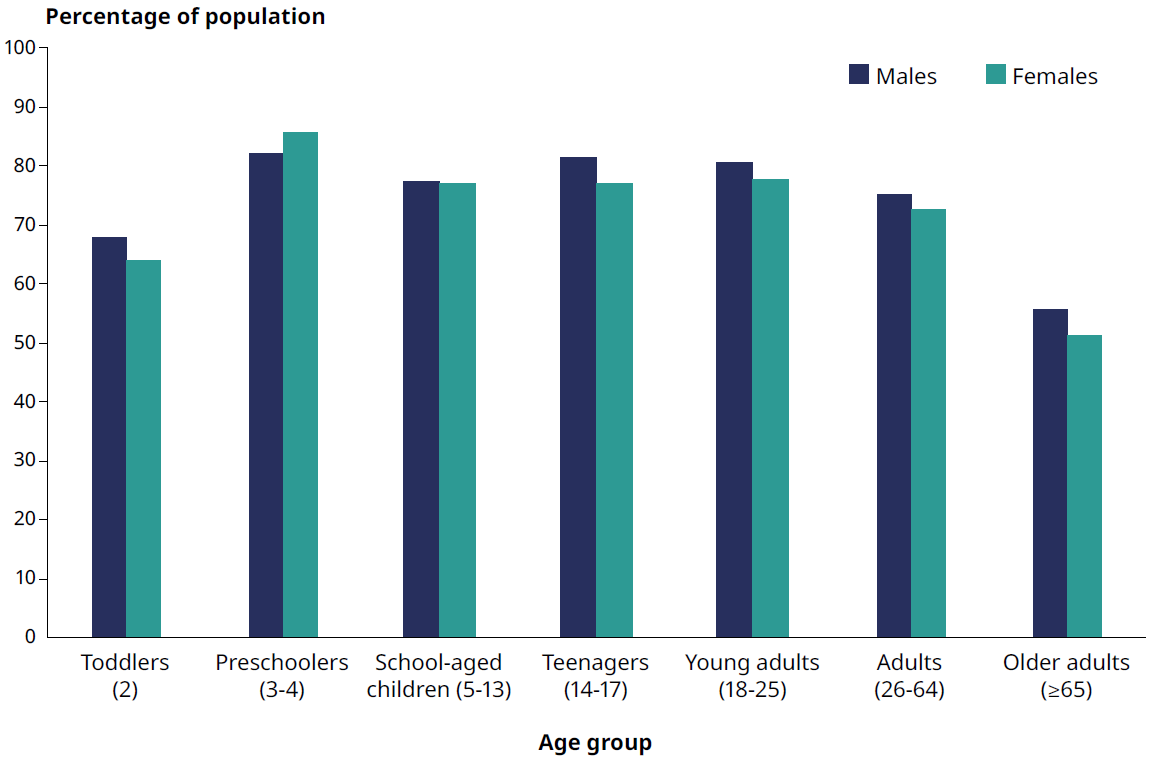 Percentage of population
100
90
80
70
60
50
40
30
20
10
0
Males Females
Toddlers Preschoolers School-aged Teenagers Young adults Adults Older adults
(2) (3-4) children (5-13) (14-17) (18-25) (26-64) (≥65)
Age group